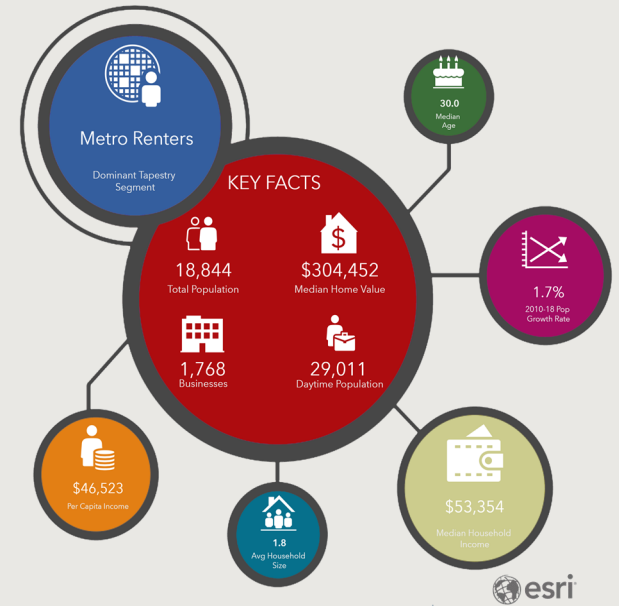 Metro Renters
Dominant Tapestry
Segment
KEY FACTS
18,844
Total Population
$304,452
Median Home Value
1,768
Businesses
29,011
Daytime Population
30.0
Median
Age
1.7%
2010-18 Pop
Growth Rate
$46,523
Per Capita Income
1.8
Avg Household
Size
$53,354
Median Household
Income
esri